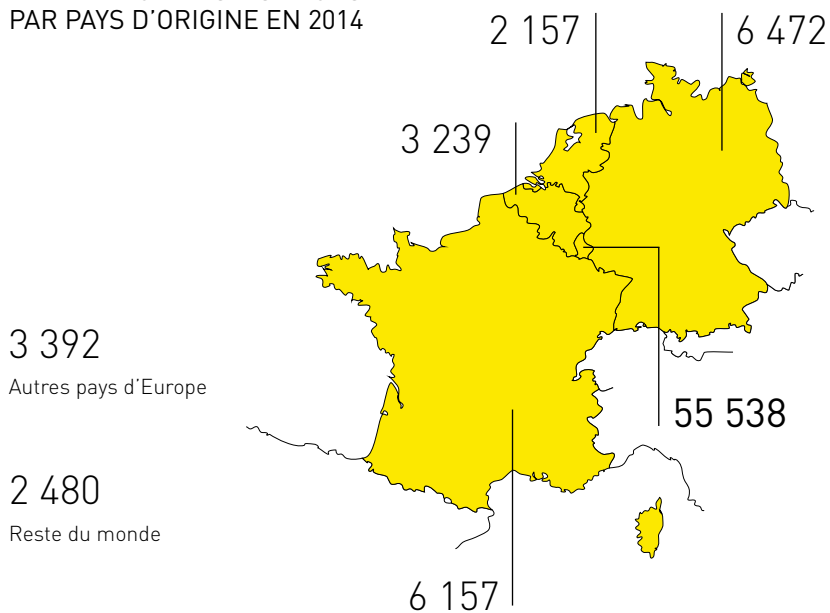 PAR PAYS D'ORIGINE EN 2014
2 157
6 472
3 239
3 392
Autres pays d'Europe
55 538
2 480
Reste du monde
6 157